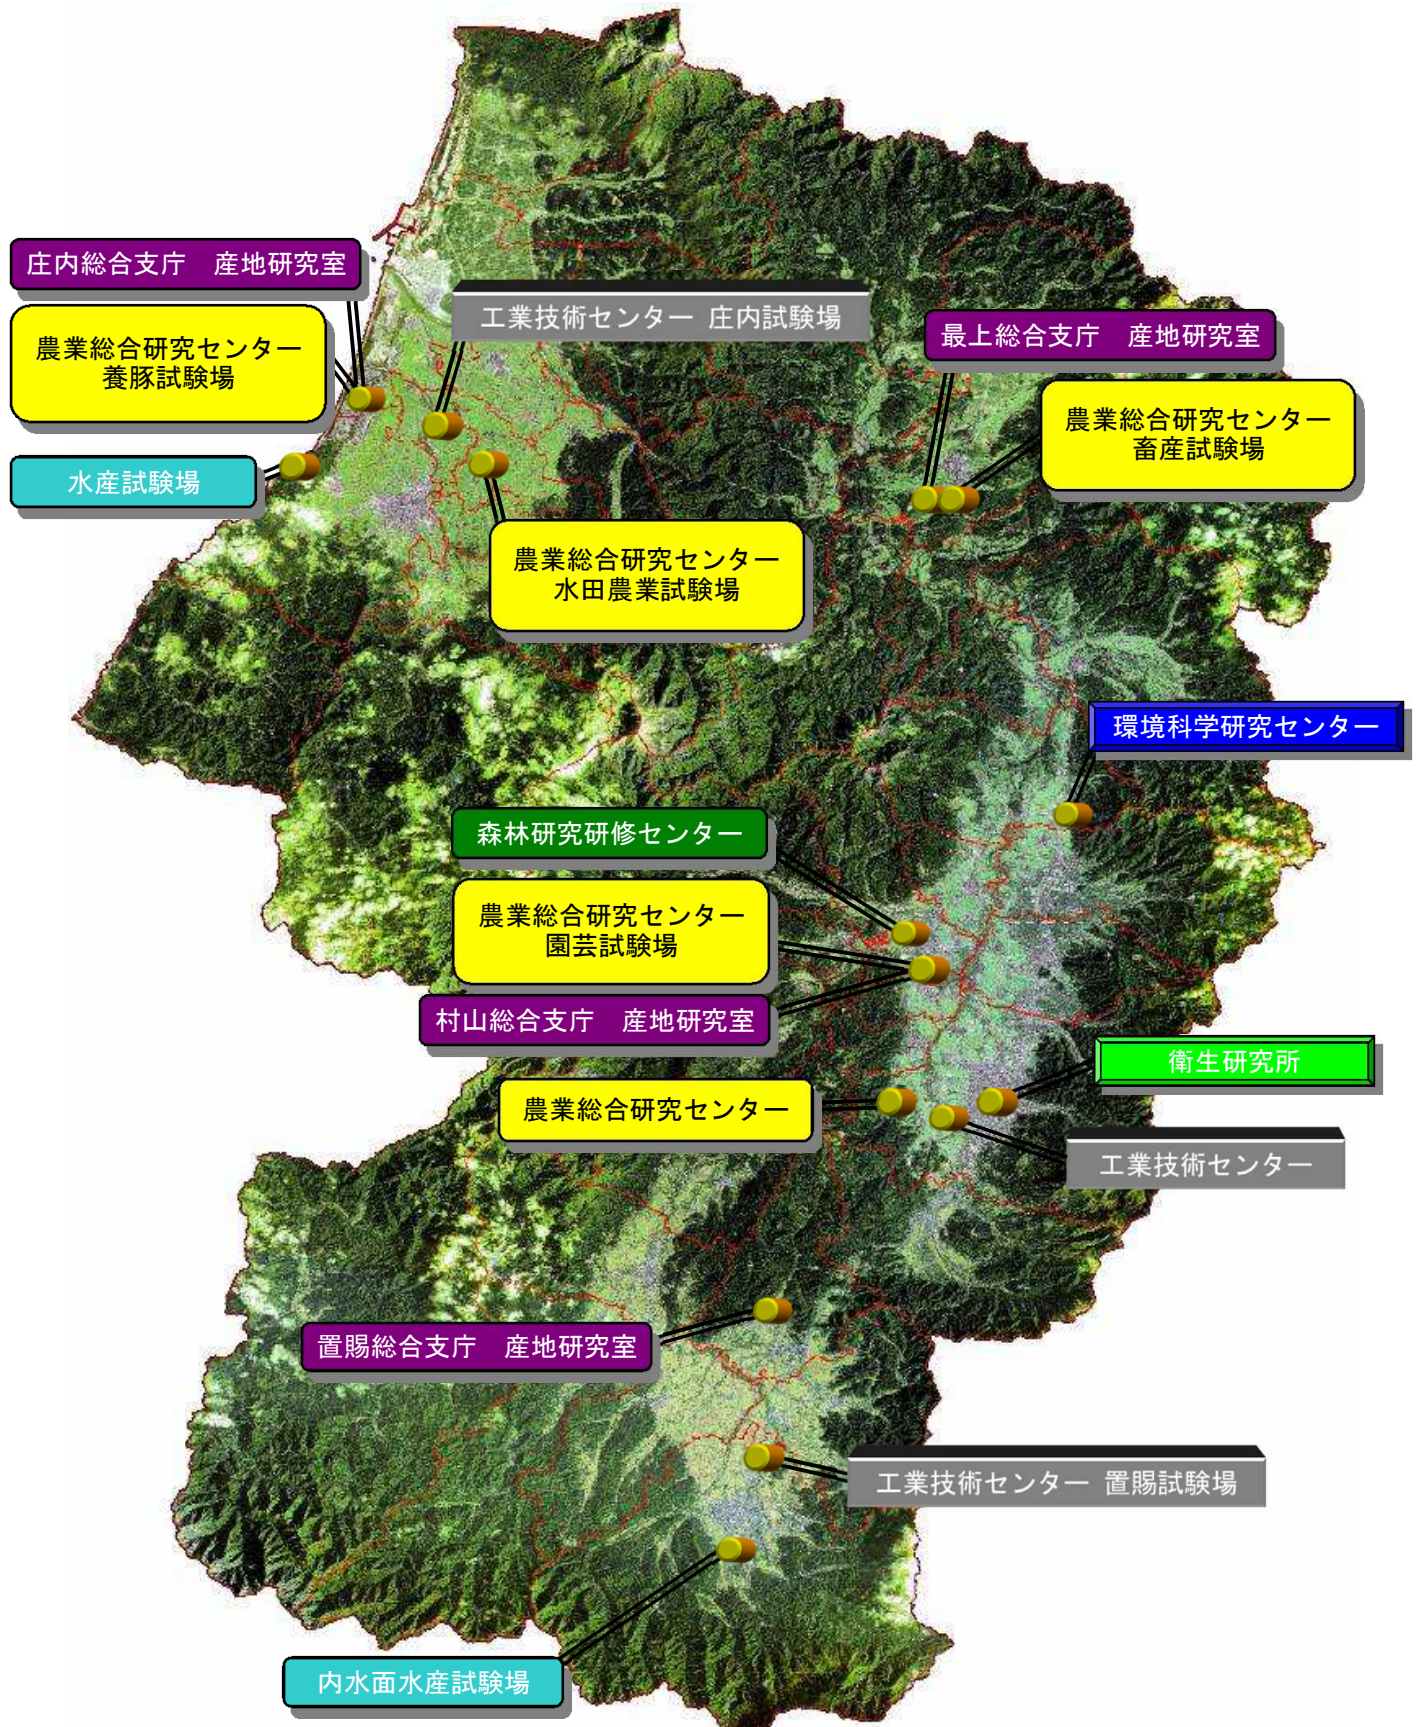 庄内総合支庁　産地研究室
農業総合研究センター
養豚試験場
工業技術センター 庄内試験場
最上総合支庁　産地研究室
農業総合研究センター
畜産試験場
水産試験場
農業総合研究センター
水田農業試験場
環境科学研究センター
森林研究研修センター
農業総合研究センター
園芸試験場
村山総合支庁　産地研究室
衛生研究所
農業総合研究センター
工業技術センター
置賜総合支庁　産地研究室
工業技術センター 置賜試験場
内水面水産試験場